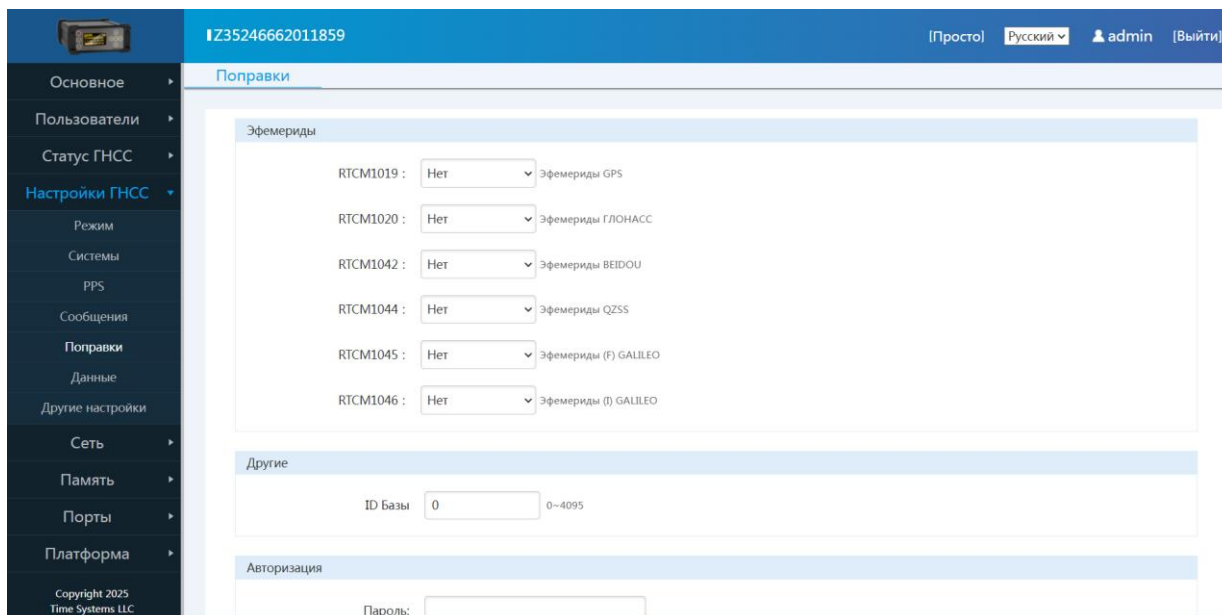 Z35246662011859
[Просто]
Русский
admin
[Выйти]
Основное
Пользователи
Статус ГНСС
Настройки ГНСС
Режим
Системы
PPS
Сообщения
Поправки
Данные
Другие настройки
Сеть
Память
Порты
Платформа
Copyright 2025
Time Systems LLC
Поправки
Эфемериды
RTCM1019 : Нет Эфемериды GPS
RTCM1020 : Нет Эфемериды ГЛОНАСС
RTCM1042 : Нет Эфемериды BEIDOU
RTCM1044 : Нет Эфемериды QZSS
RTCM1045 : Нет Эфемериды (F) GALILEO
RTCM1046 : Нет Эфемериды (I) GALILEO
Другие
ID Базы 0 0~4095
Авторизация
Пароль: